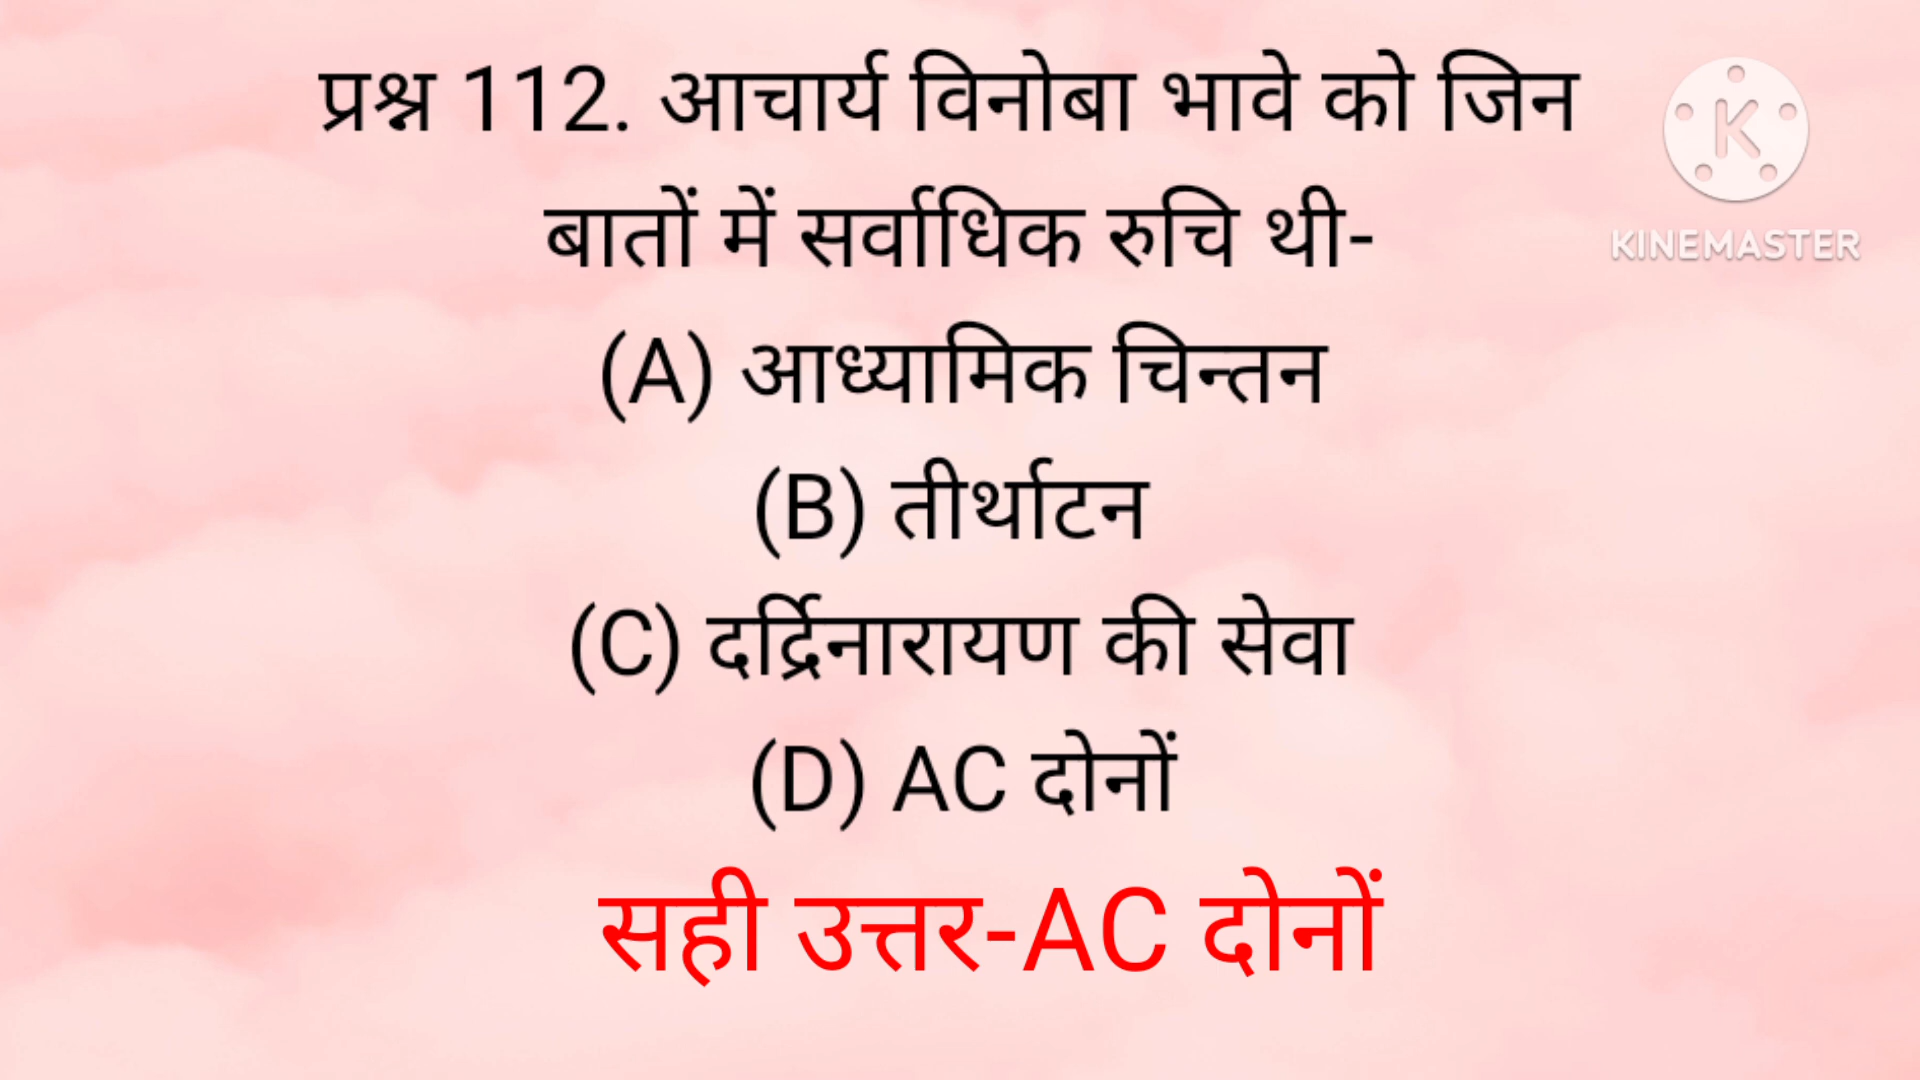 प्रश्न 112. आचार्य विनोबा भावे को जिन
बातों में सर्वाधिक रुचि थी-
(A) आध्यामिक चिन्तन
(B) तीर्थाटन
(C) दर्द्रिनारायण की सेवा
(D) AC दोनों
सही उत्तर-AC दोनों
K
KINEMASTER